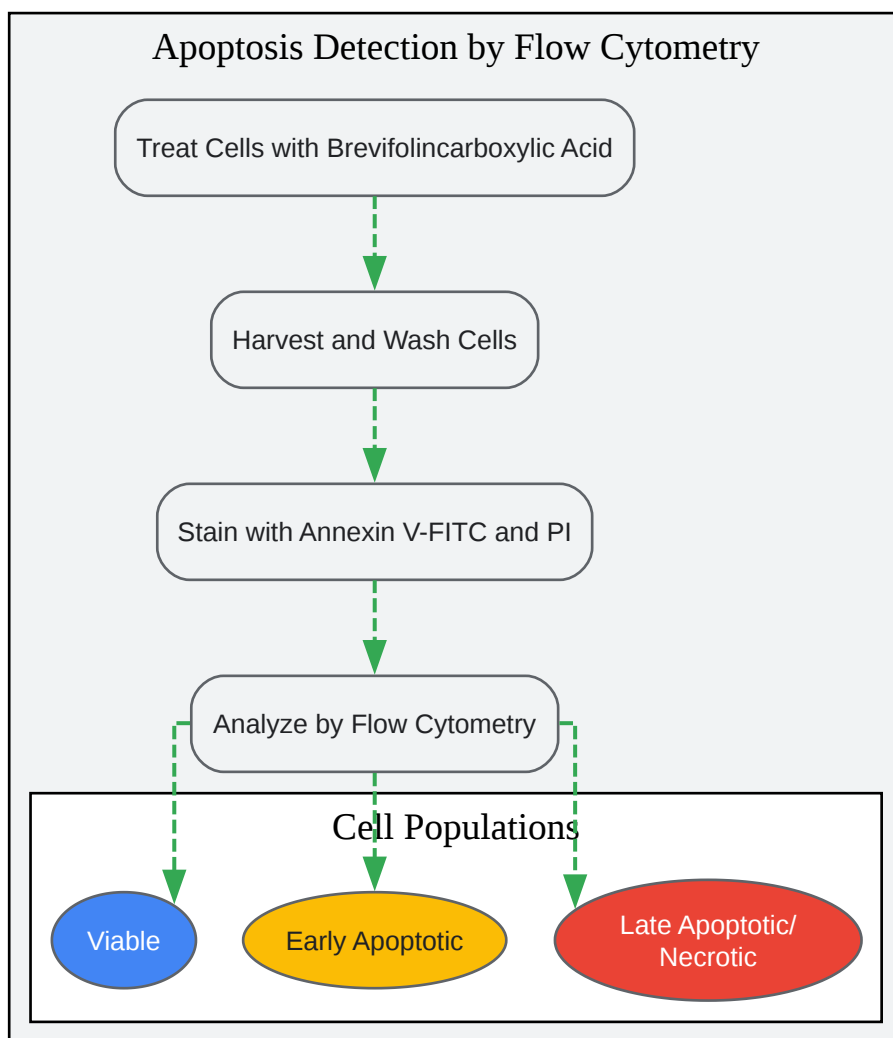 Apoptosis Detection by Flow Cytometry
Treat Cells with Brevifolincarboxylic Acid
Harvest and Wash Cells
Stain with Annexin V-FITC and PI
Analyze by Flow Cytometry
Cell Populations
Viable
Early Apoptotic
Late Apoptotic/
Necrotic